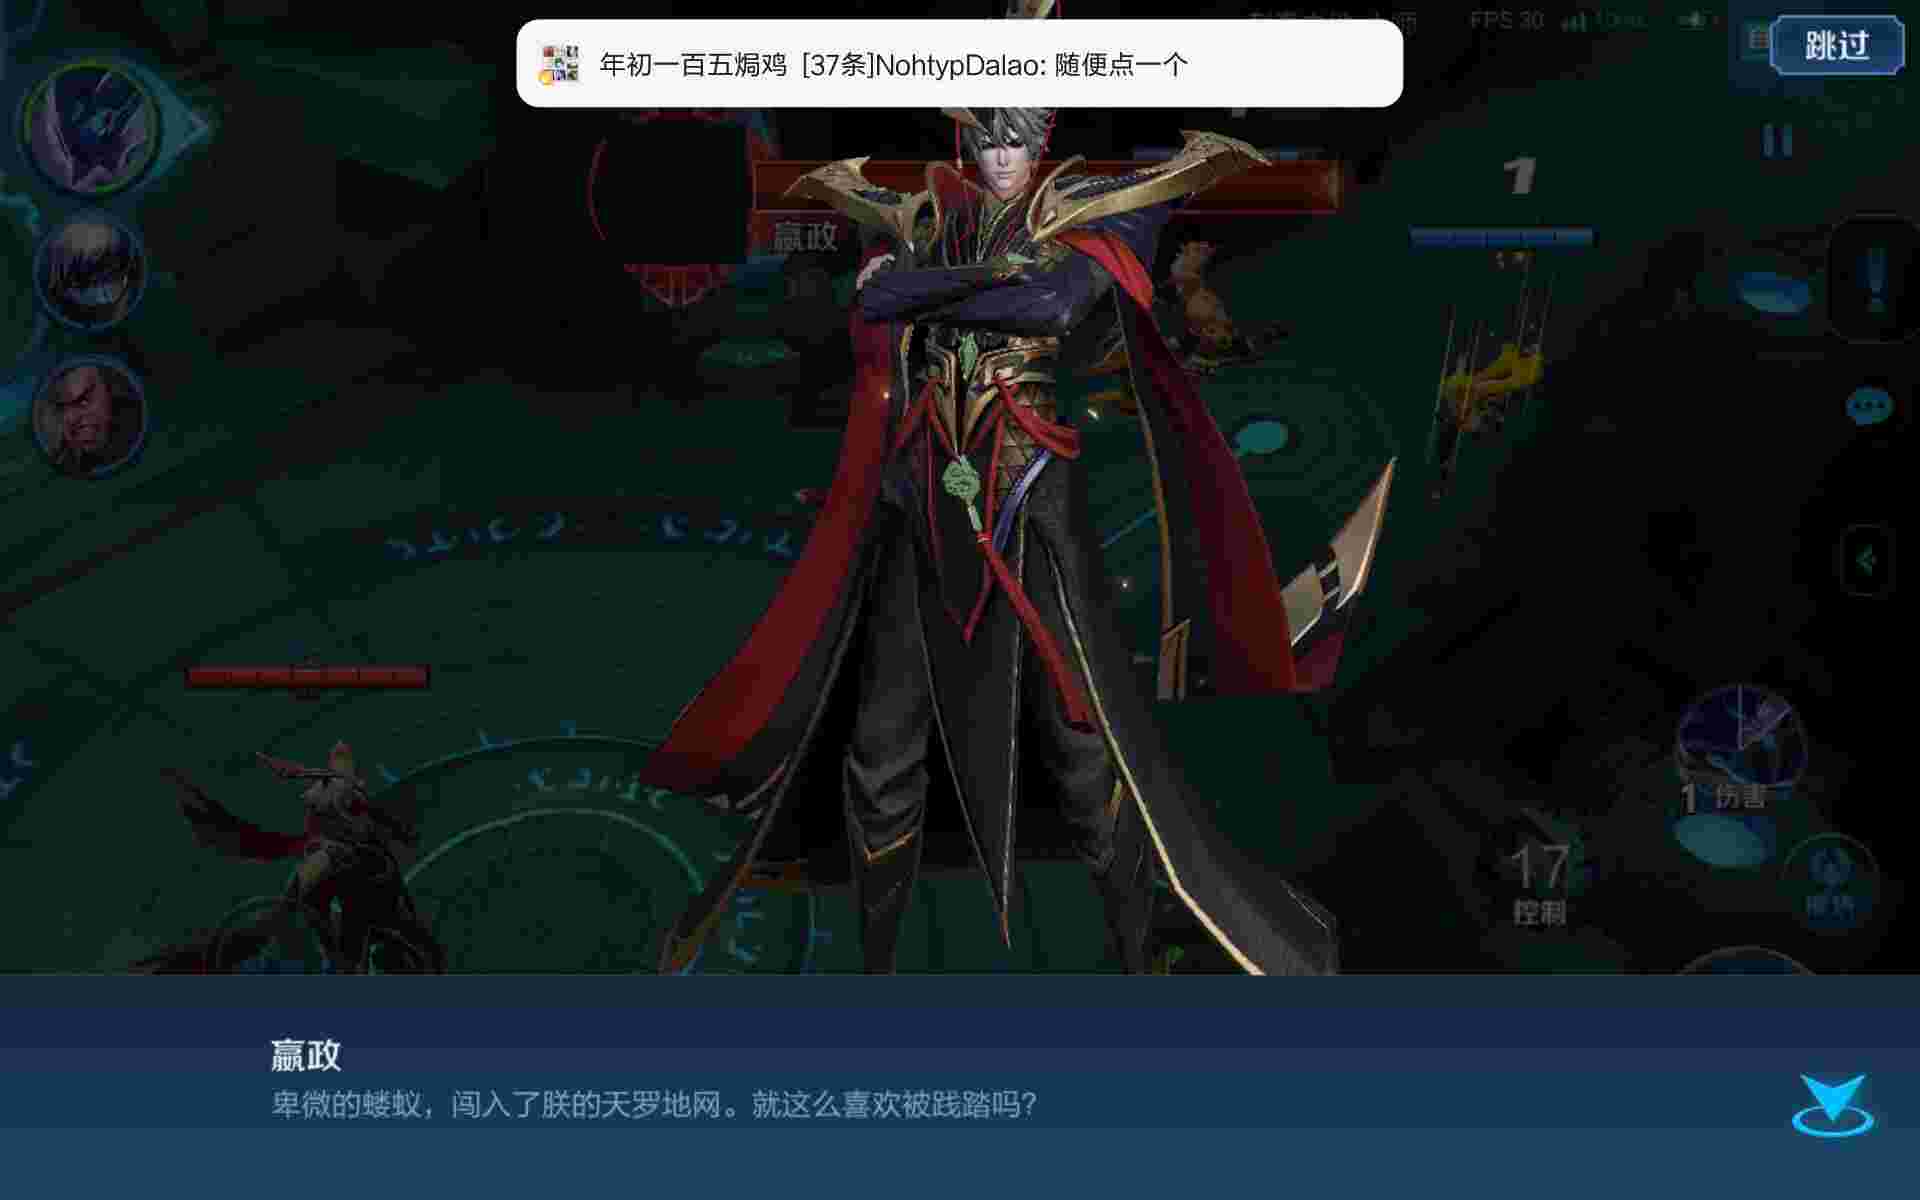 年初一百五焗鸡 [37条]NohtypDalao: 随便点一个
FPS 30
跳过
1
嬴政
1 伤害
17
控制
嬴政
卑微的蝼蚁，闯入了朕的天罗地网。就这么喜欢被践踏吗？